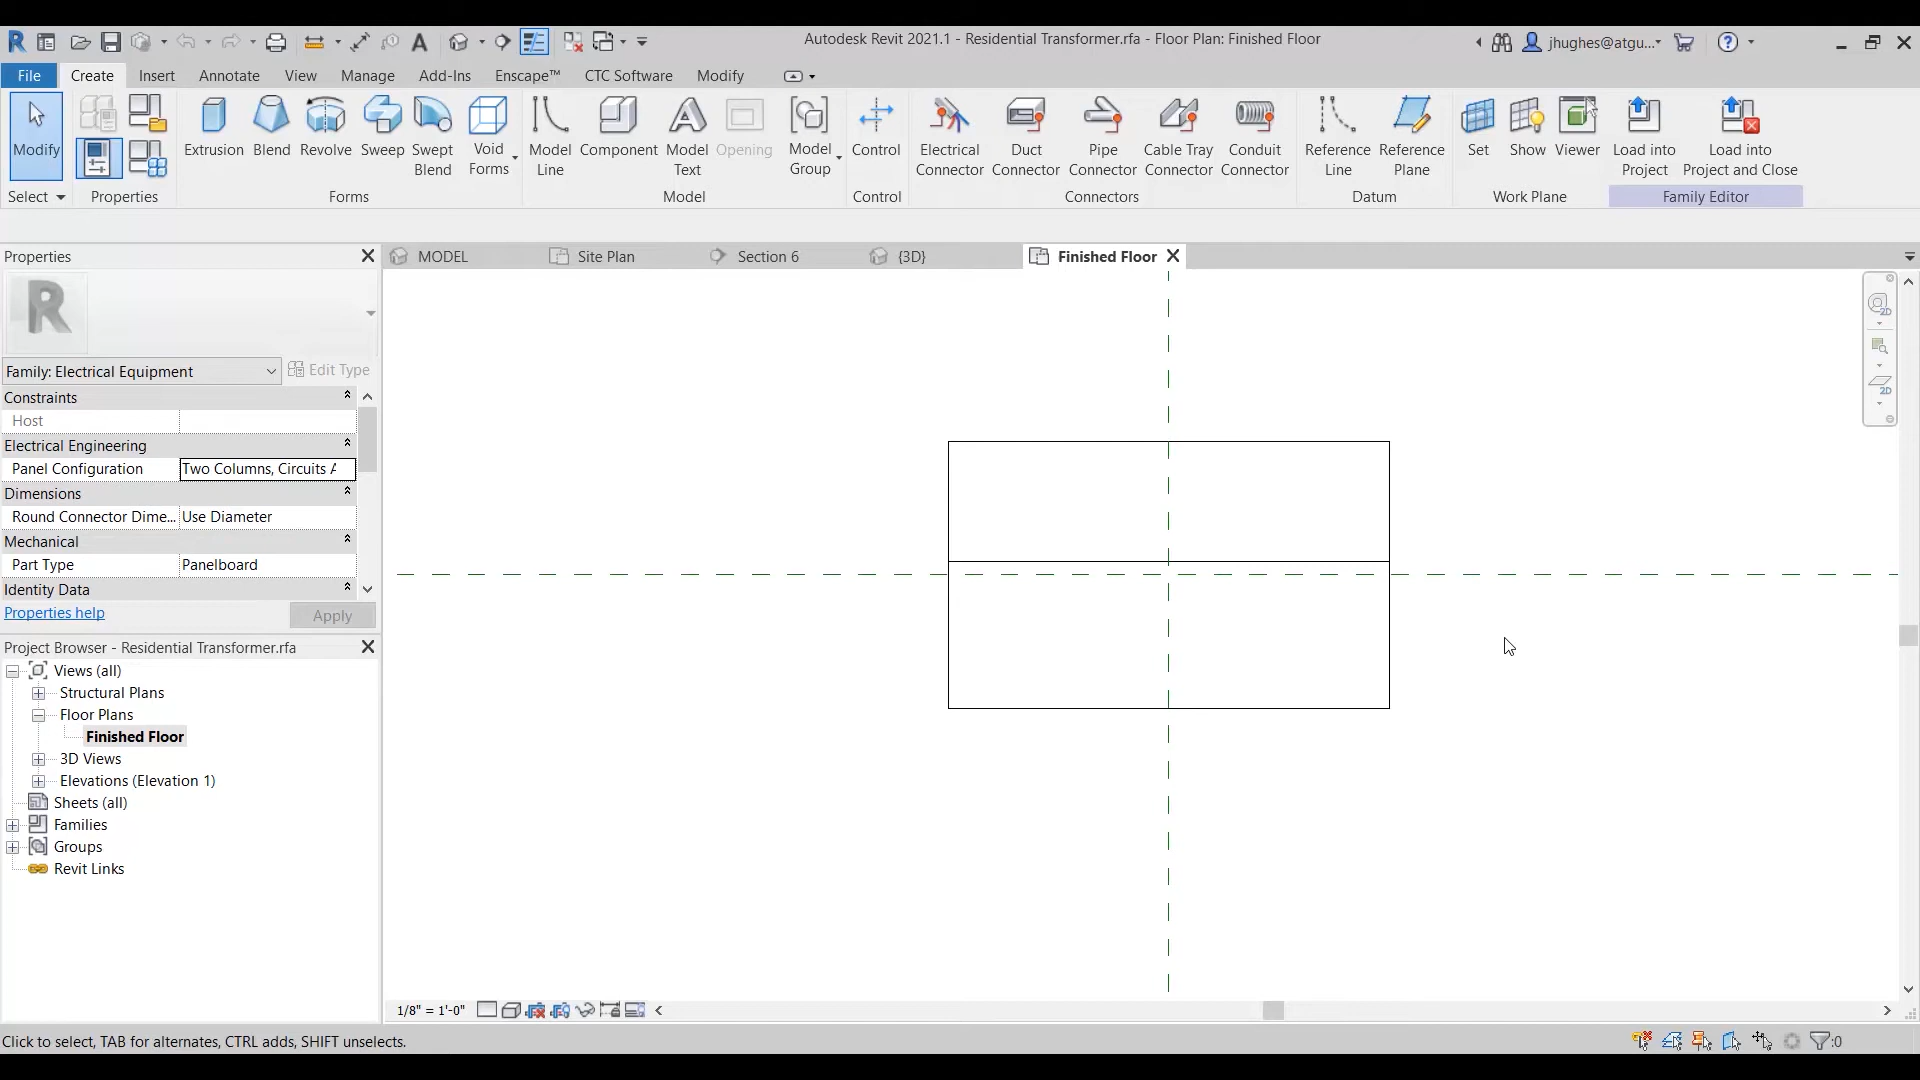 Autodesk Revit 2021.1 - Residential Transformer.rfa - Floor Plan: Finished Floor
jhughes@atgu...
File Create Insert Annotate View Manage Add-Ins Enscape™ CTC Software Modify
Modify
Extrusion Blend Revolve Sweep Swept Blend Void Forms
Model Line Component Model Text Opening Model Group
Control
Electrical Connector Duct Connector Pipe Connector Cable Tray Connector Conduit Connector
Reference Line Reference Plane
Set Show Viewer
Load into Project Load into Project and Close
Select Properties Forms Model Control Connectors Datum Work Plane Family Editor
Properties
MODEL Site Plan Section 6 {3D} Finished Floor
R
Family: Electrical Equipment Edit Type
Constraints
Host
Electrical Engineering
Panel Configuration Two Columns, Circuits A
Dimensions
Round Connector Dime... Use Diameter
Mechanical
Part Type Panelboard
Identity Data
Properties help Apply
Project Browser - Residential Transformer.rfa
Views (all)
Structural Plans
Floor Plans
Finished Floor
3D Views
Elevations (Elevation 1)
Sheets (all)
Families
Groups
Revit Links
2D
2D
1/8" = 1'-0"
Click to select, TAB for alternates, CTRL adds, SHIFT unselects.
:0